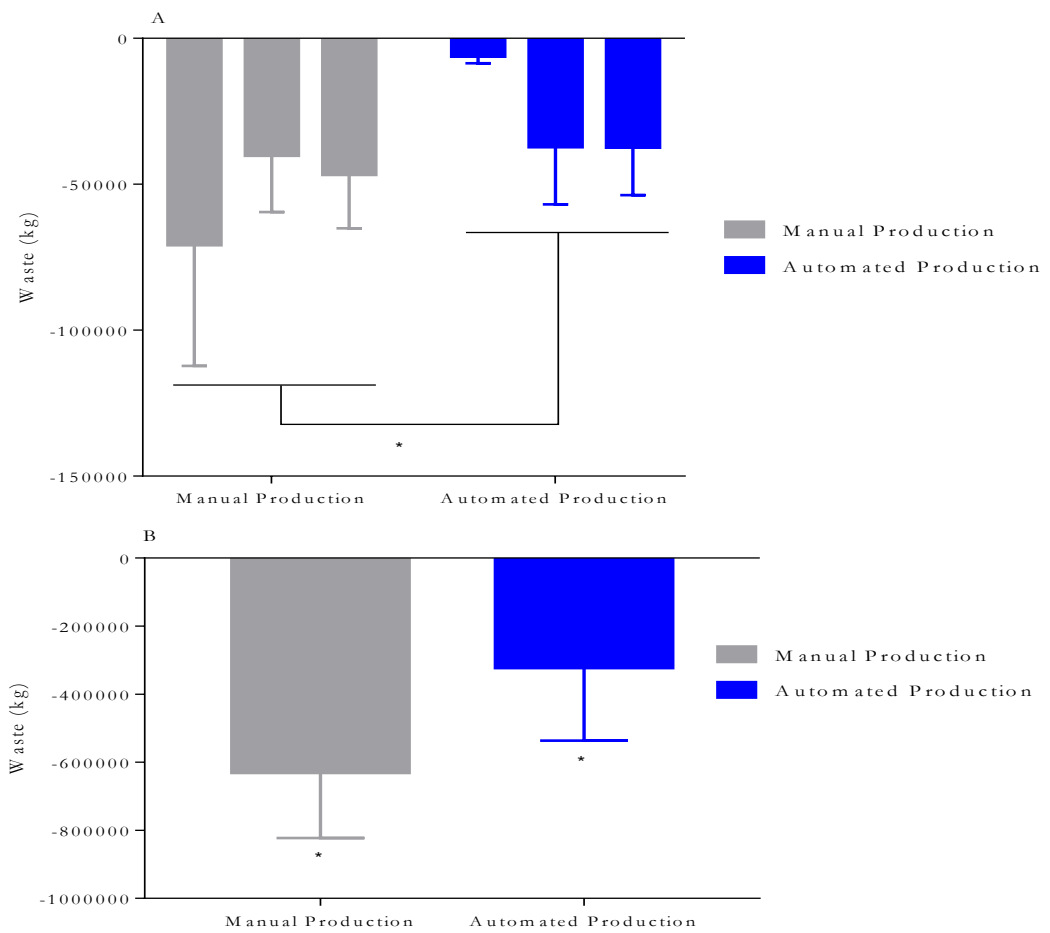 A
0
-50000
-100000
-150000
Waste (kg)
*
Manual Production
Automated Production
Manual Production
Automated Production
B
0
-200000
-400000
-600000
-800000
-1000000
Waste (kg)
*
*
Manual Production
Automated Production
Manual Production
Automated Production